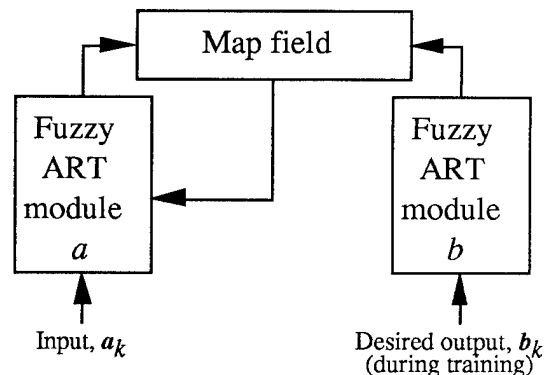 Map field
Fuzzy
ART
module
a
Fuzzy
ART
module
b
Input, a_k
Desired output, b_k
(during training)